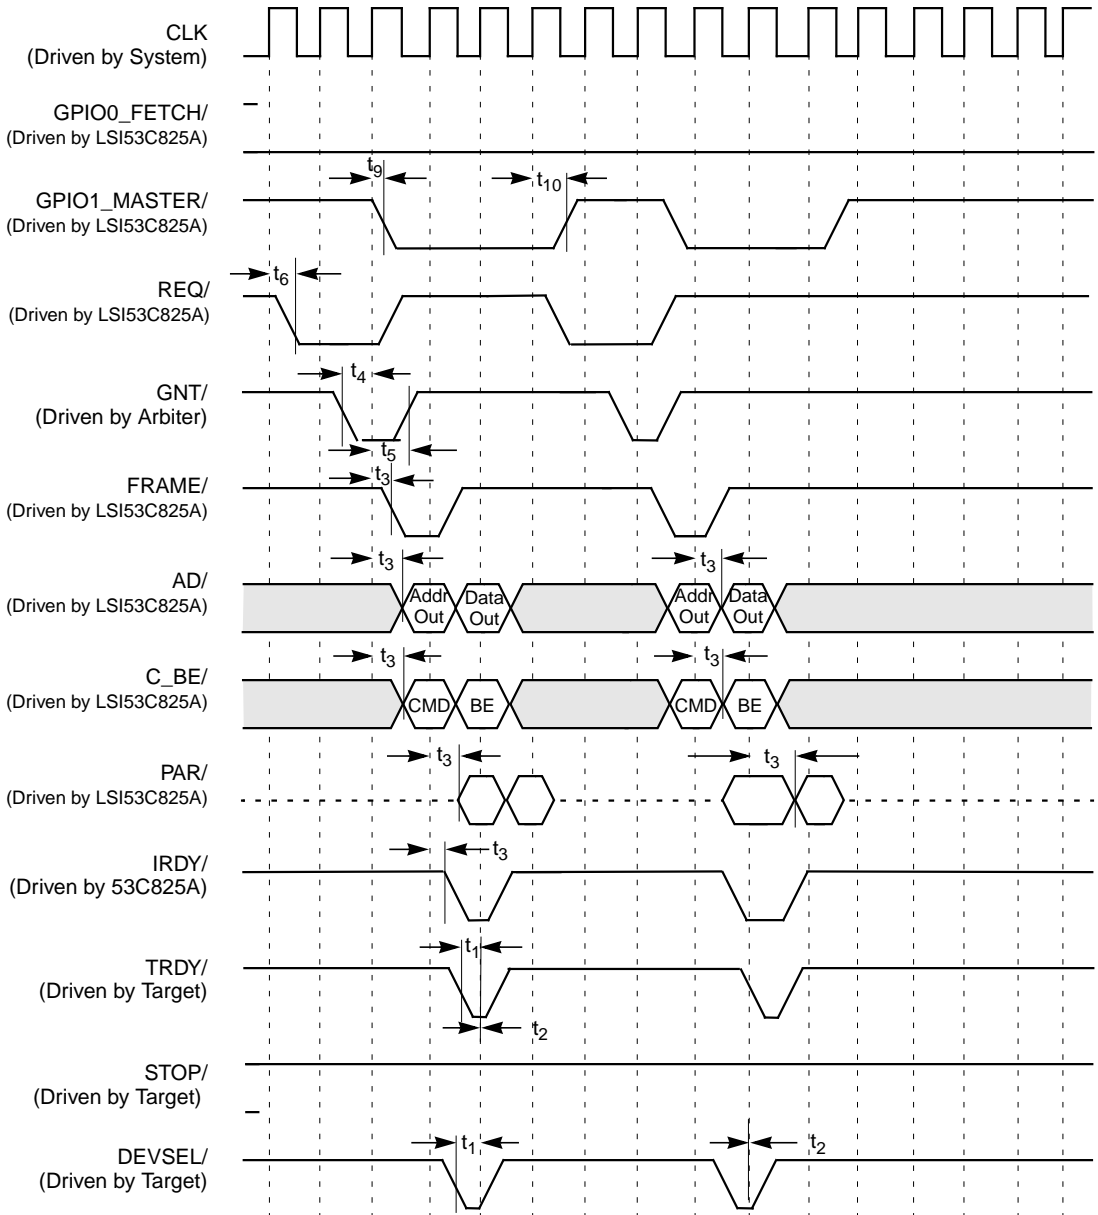 CLK
(Driven by System)
GPIO0_FETCH/
(Driven by LSI53C825A)
t9
t10
GPIO1_MASTER/
(Driven by LSI53C825A)
t6
REQ/
(Driven by LSI53C825A)
t4
GNT/
(Driven by Arbiter)
t5
t3
FRAME/
(Driven by LSI53C825A)
t3
t3
AD/
(Driven by LSI53C825A)
Addr Out
Data Out
Addr Out
Data Out
t3
t3
C_BE/
(Driven by LSI53C825A)
CMD
BE
CMD
BE
t3
t3
PAR/
(Driven by LSI53C825A)
t3
IRDY/
(Driven by 53C825A)
t1
TRDY/
(Driven by Target)
t2
STOP/
(Driven by Target)
t1
t2
DEVSEL/
(Driven by Target)